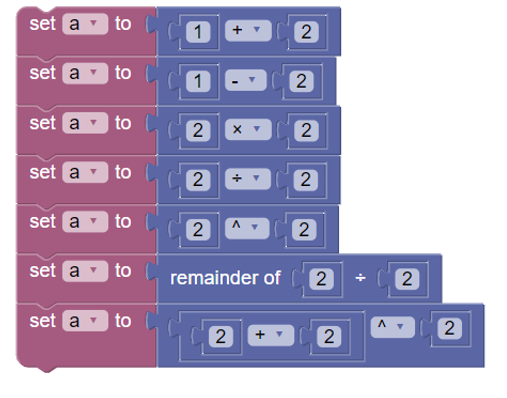 set a to 1 + 2
set a to 1 - 2
set a to 2 × 2
set a to 2 ÷ 2
set a to 2 ^ 2
set a to remainder of 2 ÷ 2
set a to 2 + 2 ^ 2